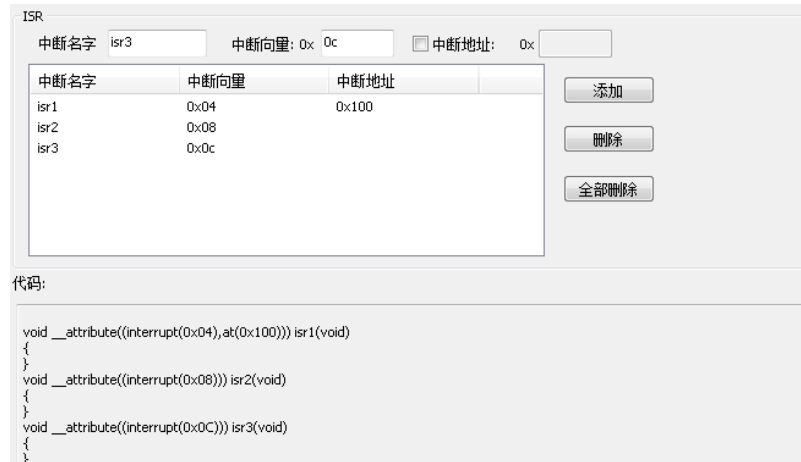 ISR
中断名字 isr3 中断向量: 0x 0c 中断地址: 0x
中断名字 中断向量 中断地址
isr1 0x04 0x100
isr2 0x08
isr3 0x0c
添加
删除
全部删除
代码:
void __attribute((interrupt(0x04),at(0x100))) isr1(void)
{
}
void __attribute((interrupt(0x08))) isr2(void)
{
}
void __attribute((interrupt(0x0C))) isr3(void)
{
}